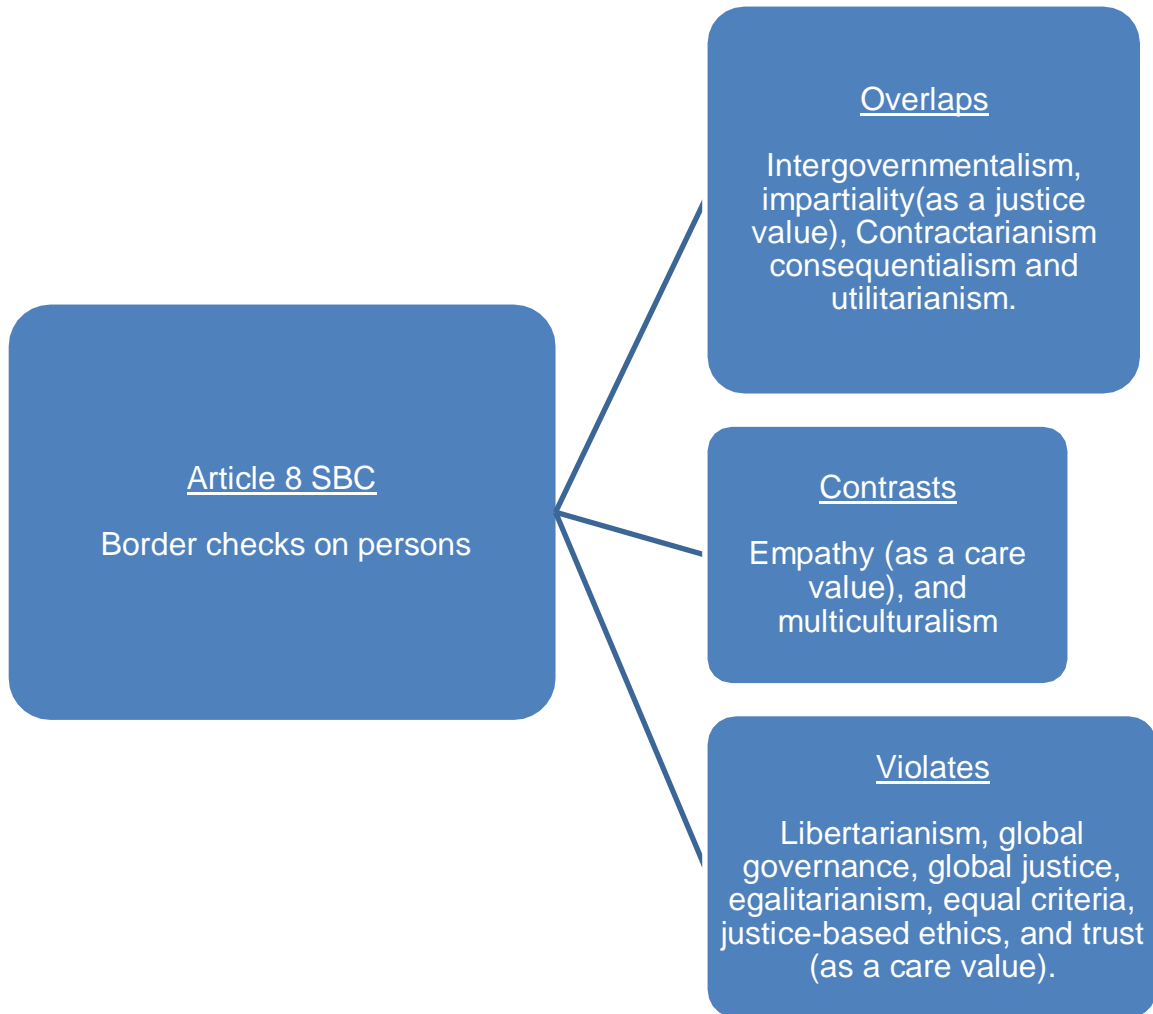 Article 8 SBC
Border checks on persons
Overlaps
Intergovernmentalism,
impartiality(as a justice
value), Contractarianism
consequentialism and
utilitarianism.
Contrasts
Empathy (as a care
value), and
multiculturalism
Violates
Libertarianism, global
governance, global justice,
egalitarianism, equal criteria,
justice-based ethics, and trust
(as a care value).